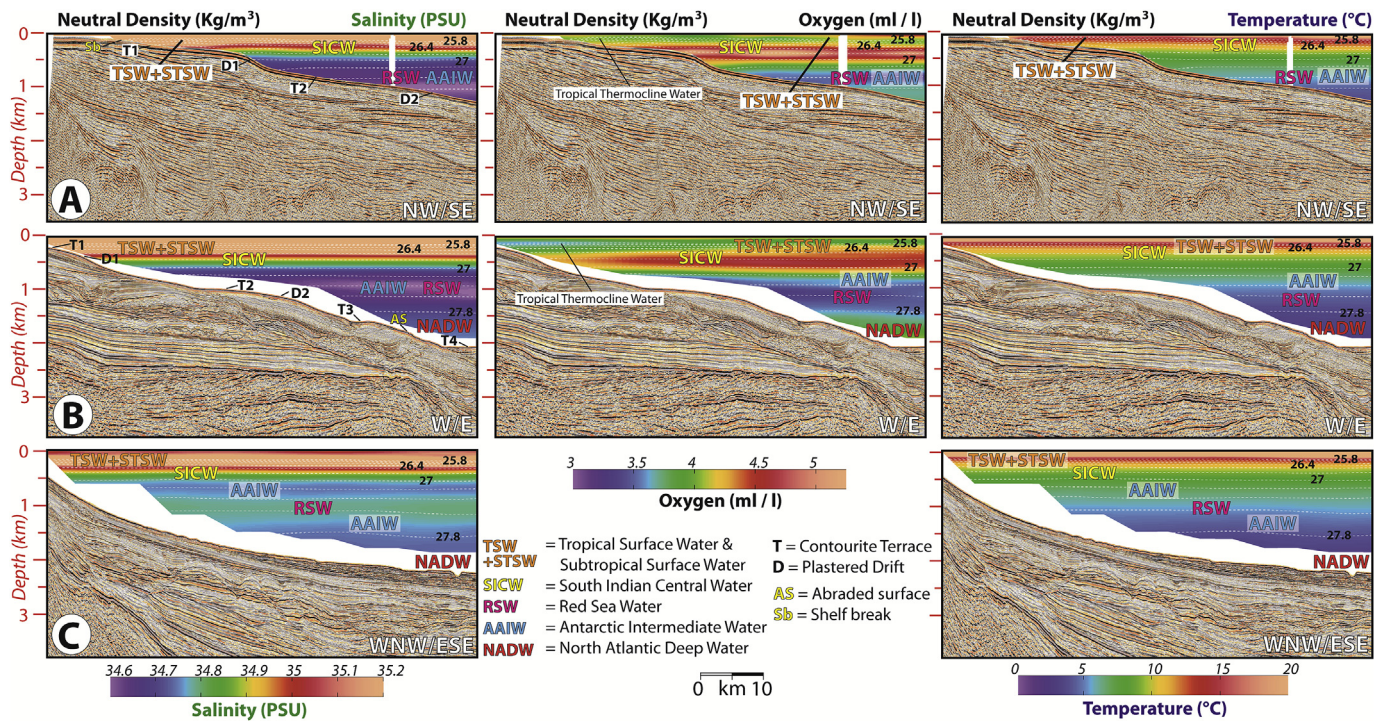 Neutral Density (Kg/m³) Salinity (PSU) Neutral Density (Kg/m³) Oxygen (ml / l) Neutral Density (Kg/m³) Temperature (°C)
0
1
3
Depth (km)
Sb T1 SICW 26.4 25.8
TSW+STSW D1 27
T2 RSW AAIW
D2
A NW/SE
SICW 26.4 25.8
27
RSW AAIW
Tropical Thermocline Water TSW+STSW
NW/SE
SICW 26.4 25.8
27
TSW+STSW RSW AAIW
NW/SE
0
1
3
Depth (km)
T1 TSW+STSW 26.4 25.8
D1 SICW 27
T2 D2 AAIW RSW
27.8
T3 AS NADW
T4
B W/E
TSW+STSW 26.4 25.8
SICW 27
AAIW
Tropical Thermocline Water RSW
27.8
NADW
W/E
TSW+STSW 26.4 25.8
SICW 27
AAIW
RSW
27.8
NADW
W/E
0
1
3
Depth (km)
TSW+STSW 26.4 25.8
SICW 27
AAIW
RSW
AAIW
27.8
NADW
C WNW/ESE
3 3.5 4 4.5 5
Oxygen (ml / l)
TSW +STSW = Tropical Surface Water &
Subtropical Surface Water
SICW = South Indian Central Water
RSW = Red Sea Water
AAIW = Antarctic Intermediate Water
NADW = North Atlantic Deep Water
T = Contourite Terrace
D = Plastered Drift
AS = Abraded surface
Sb = Shelf break
0 km 10
TSW+STSW 26.4 25.8
SICW 27
AAIW
RSW
AAIW
27.8
NADW
WNW/ESE
34.6 34.7 34.8 34.9 35 35.1 35.2
Salinity (PSU)
0 5 10 15 20
Temperature (°C)